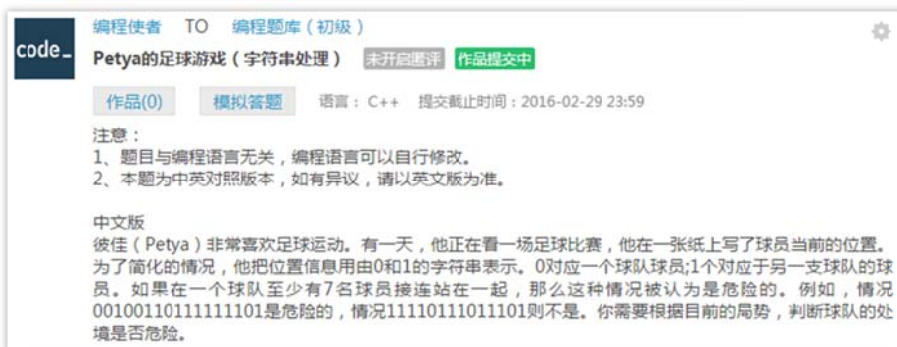 编程使者 TO 编程题库（初级）
code_
Petya的足球游戏（字符串处理） 未开启匿评 作品提交中
作品(0) 模拟答题 语言：C++ 提交截止时间：2016-02-29 23:59
注意：
1、题目与编程语言无关，编程语言可以自行修改。
2、本题为中英对照版本，如有异议，请以英文版为准。
中文版
彼佳（Petya）非常喜欢足球运动。有一天，他正在看一场足球比赛，他在一张纸上写了球员当前的位置。
为了简化的情况，他把位置信息用由0和1的字符串表示。0对应一个球队球员;1个对应于另一支球队的球
员。如果在一个球队至少有7名球员接连站在一起，那么这种情况被认为是危险的。例如，情况
00100110111111101是危险的，情况11110111011101则不是。你需要根据目前的局势，判断球队的处
境是否危险。